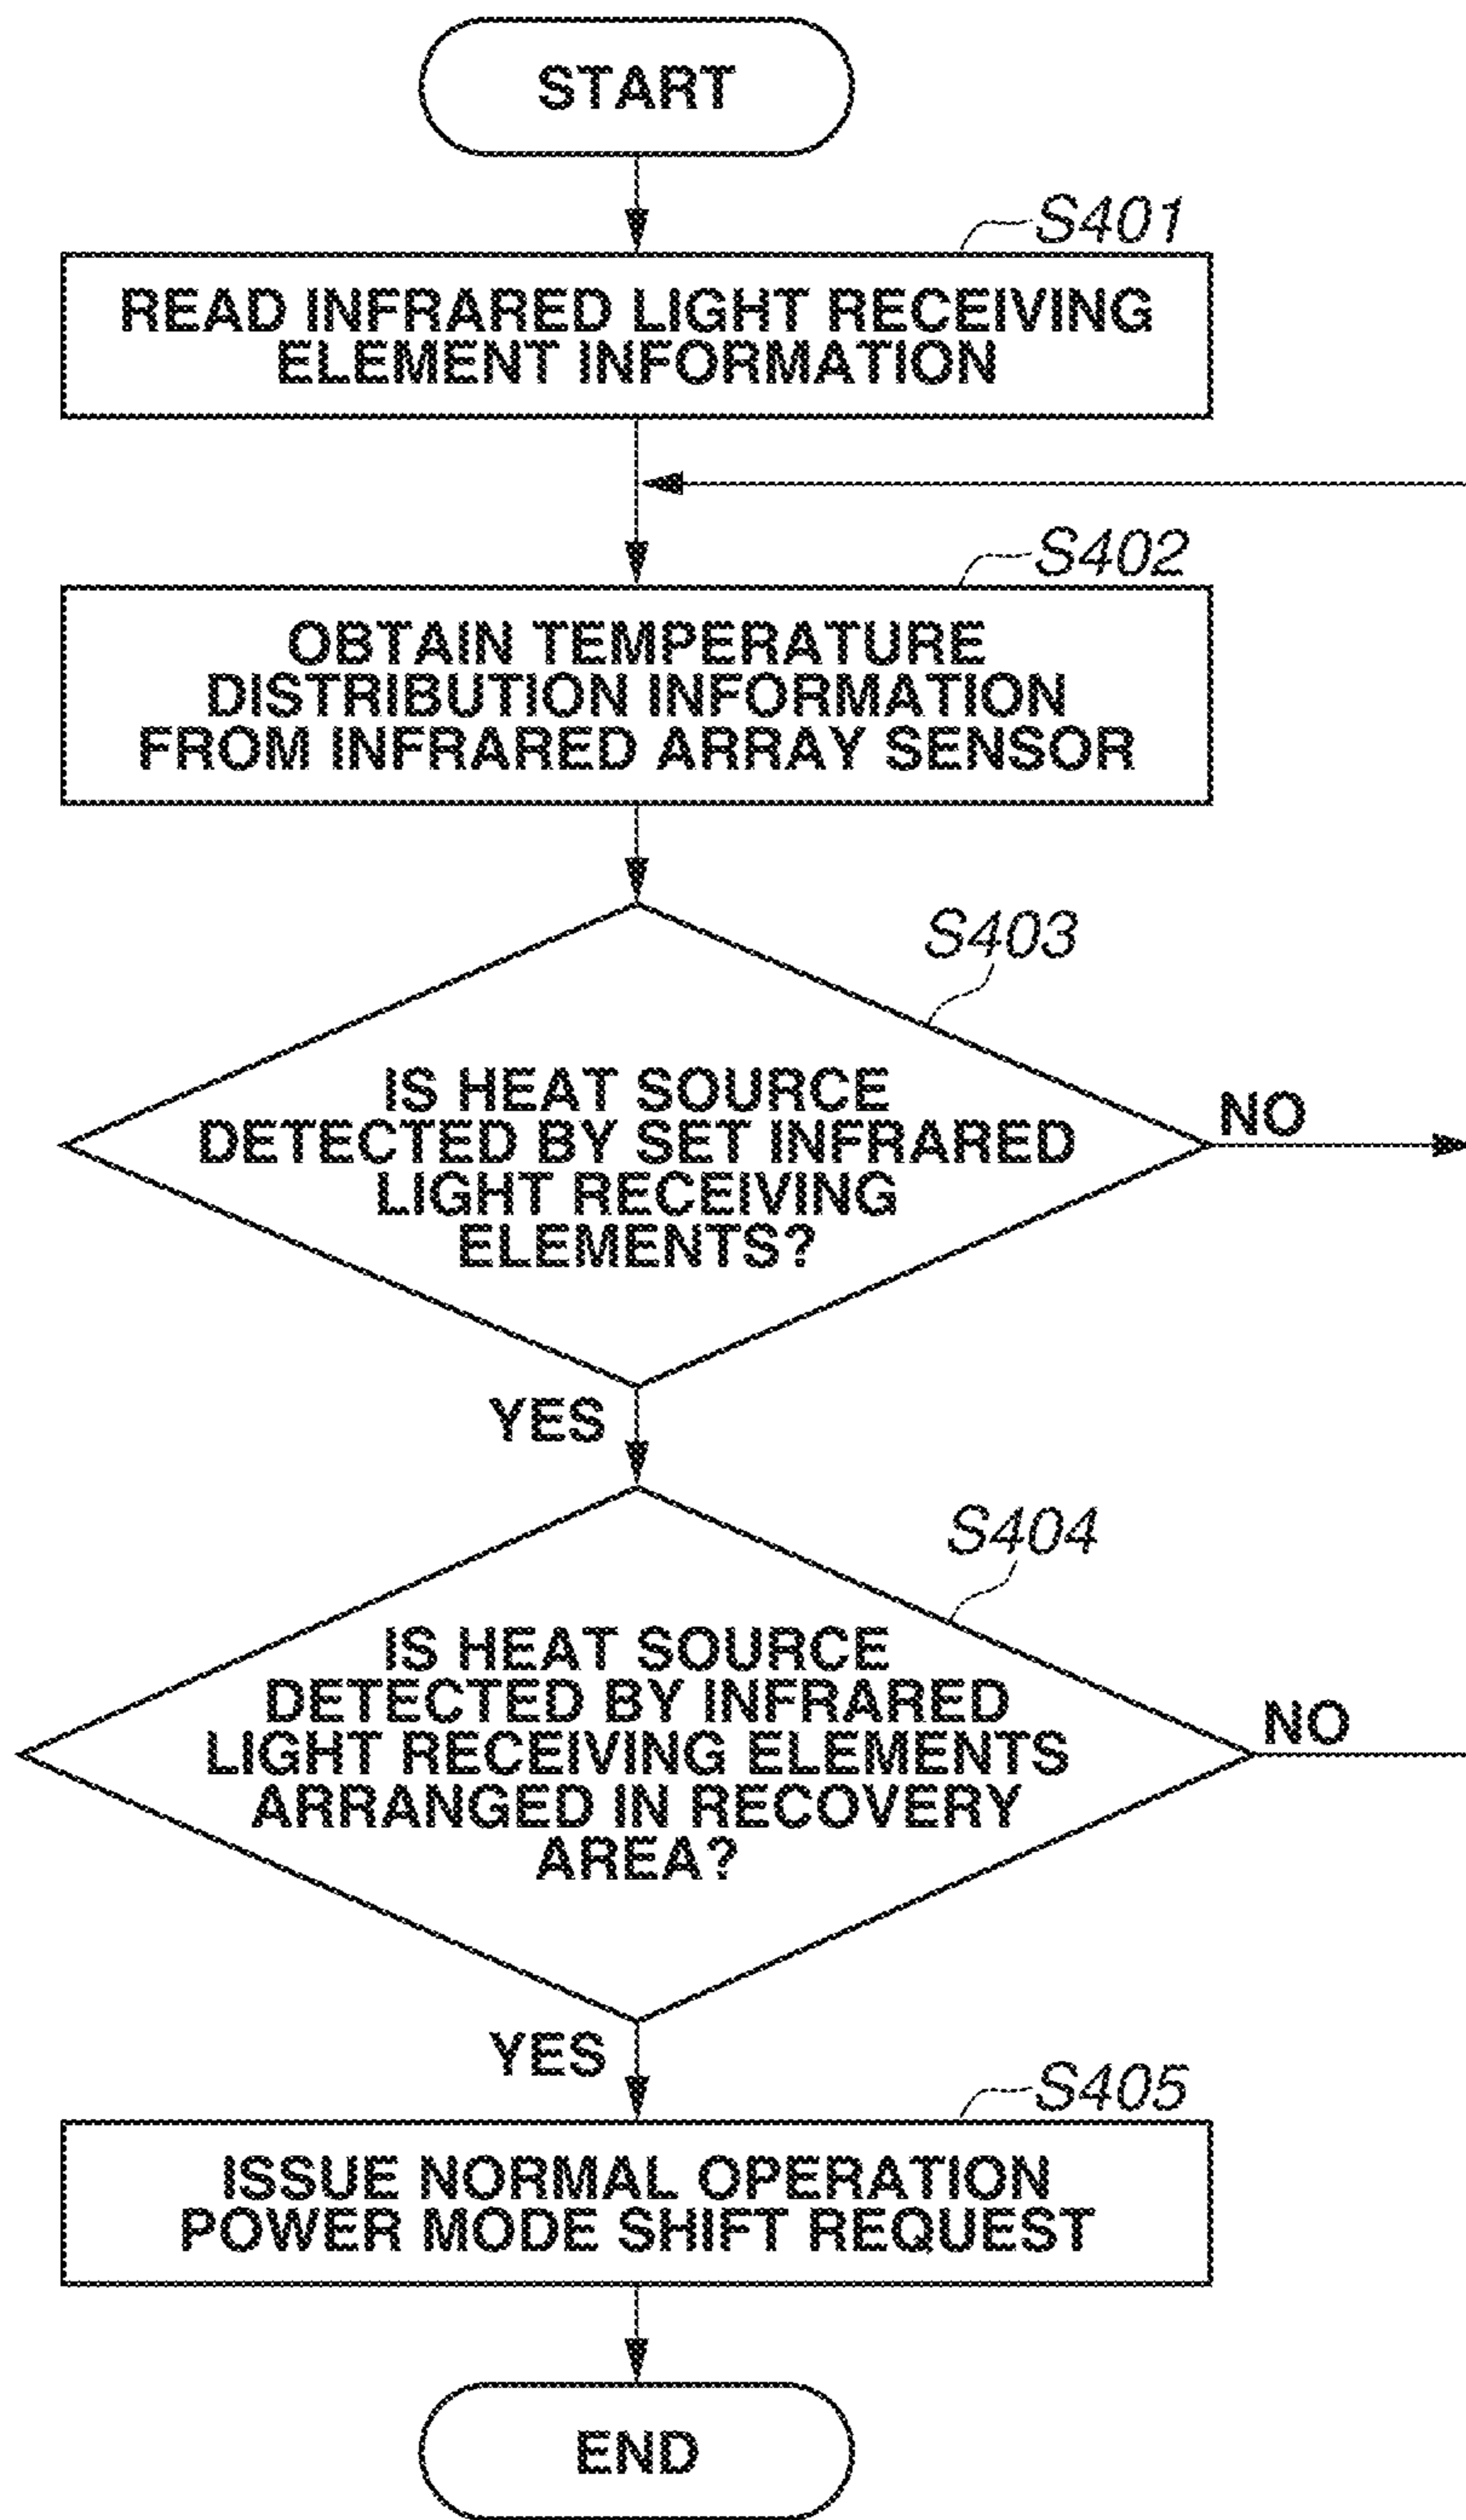 START
S401
READ INFRARED LIGHT RECEIVING
ELEMENT INFORMATION
S402
OBTAIN TEMPERATURE
DISTRIBUTION INFORMATION
FROM INFRARED ARRAY SENSOR
S403
IS HEAT SOURCE
DETECTED BY SET INFRARED
LIGHT RECEIVING
ELEMENTS?
NO
YES
S404
IS HEAT SOURCE
DETECTED BY INFRARED
LIGHT RECEIVING ELEMENTS
ARRANGED IN RECOVERY
AREA?
NO
YES
S405
ISSUE NORMAL OPERATION
POWER MODE SHIFT REQUEST
END